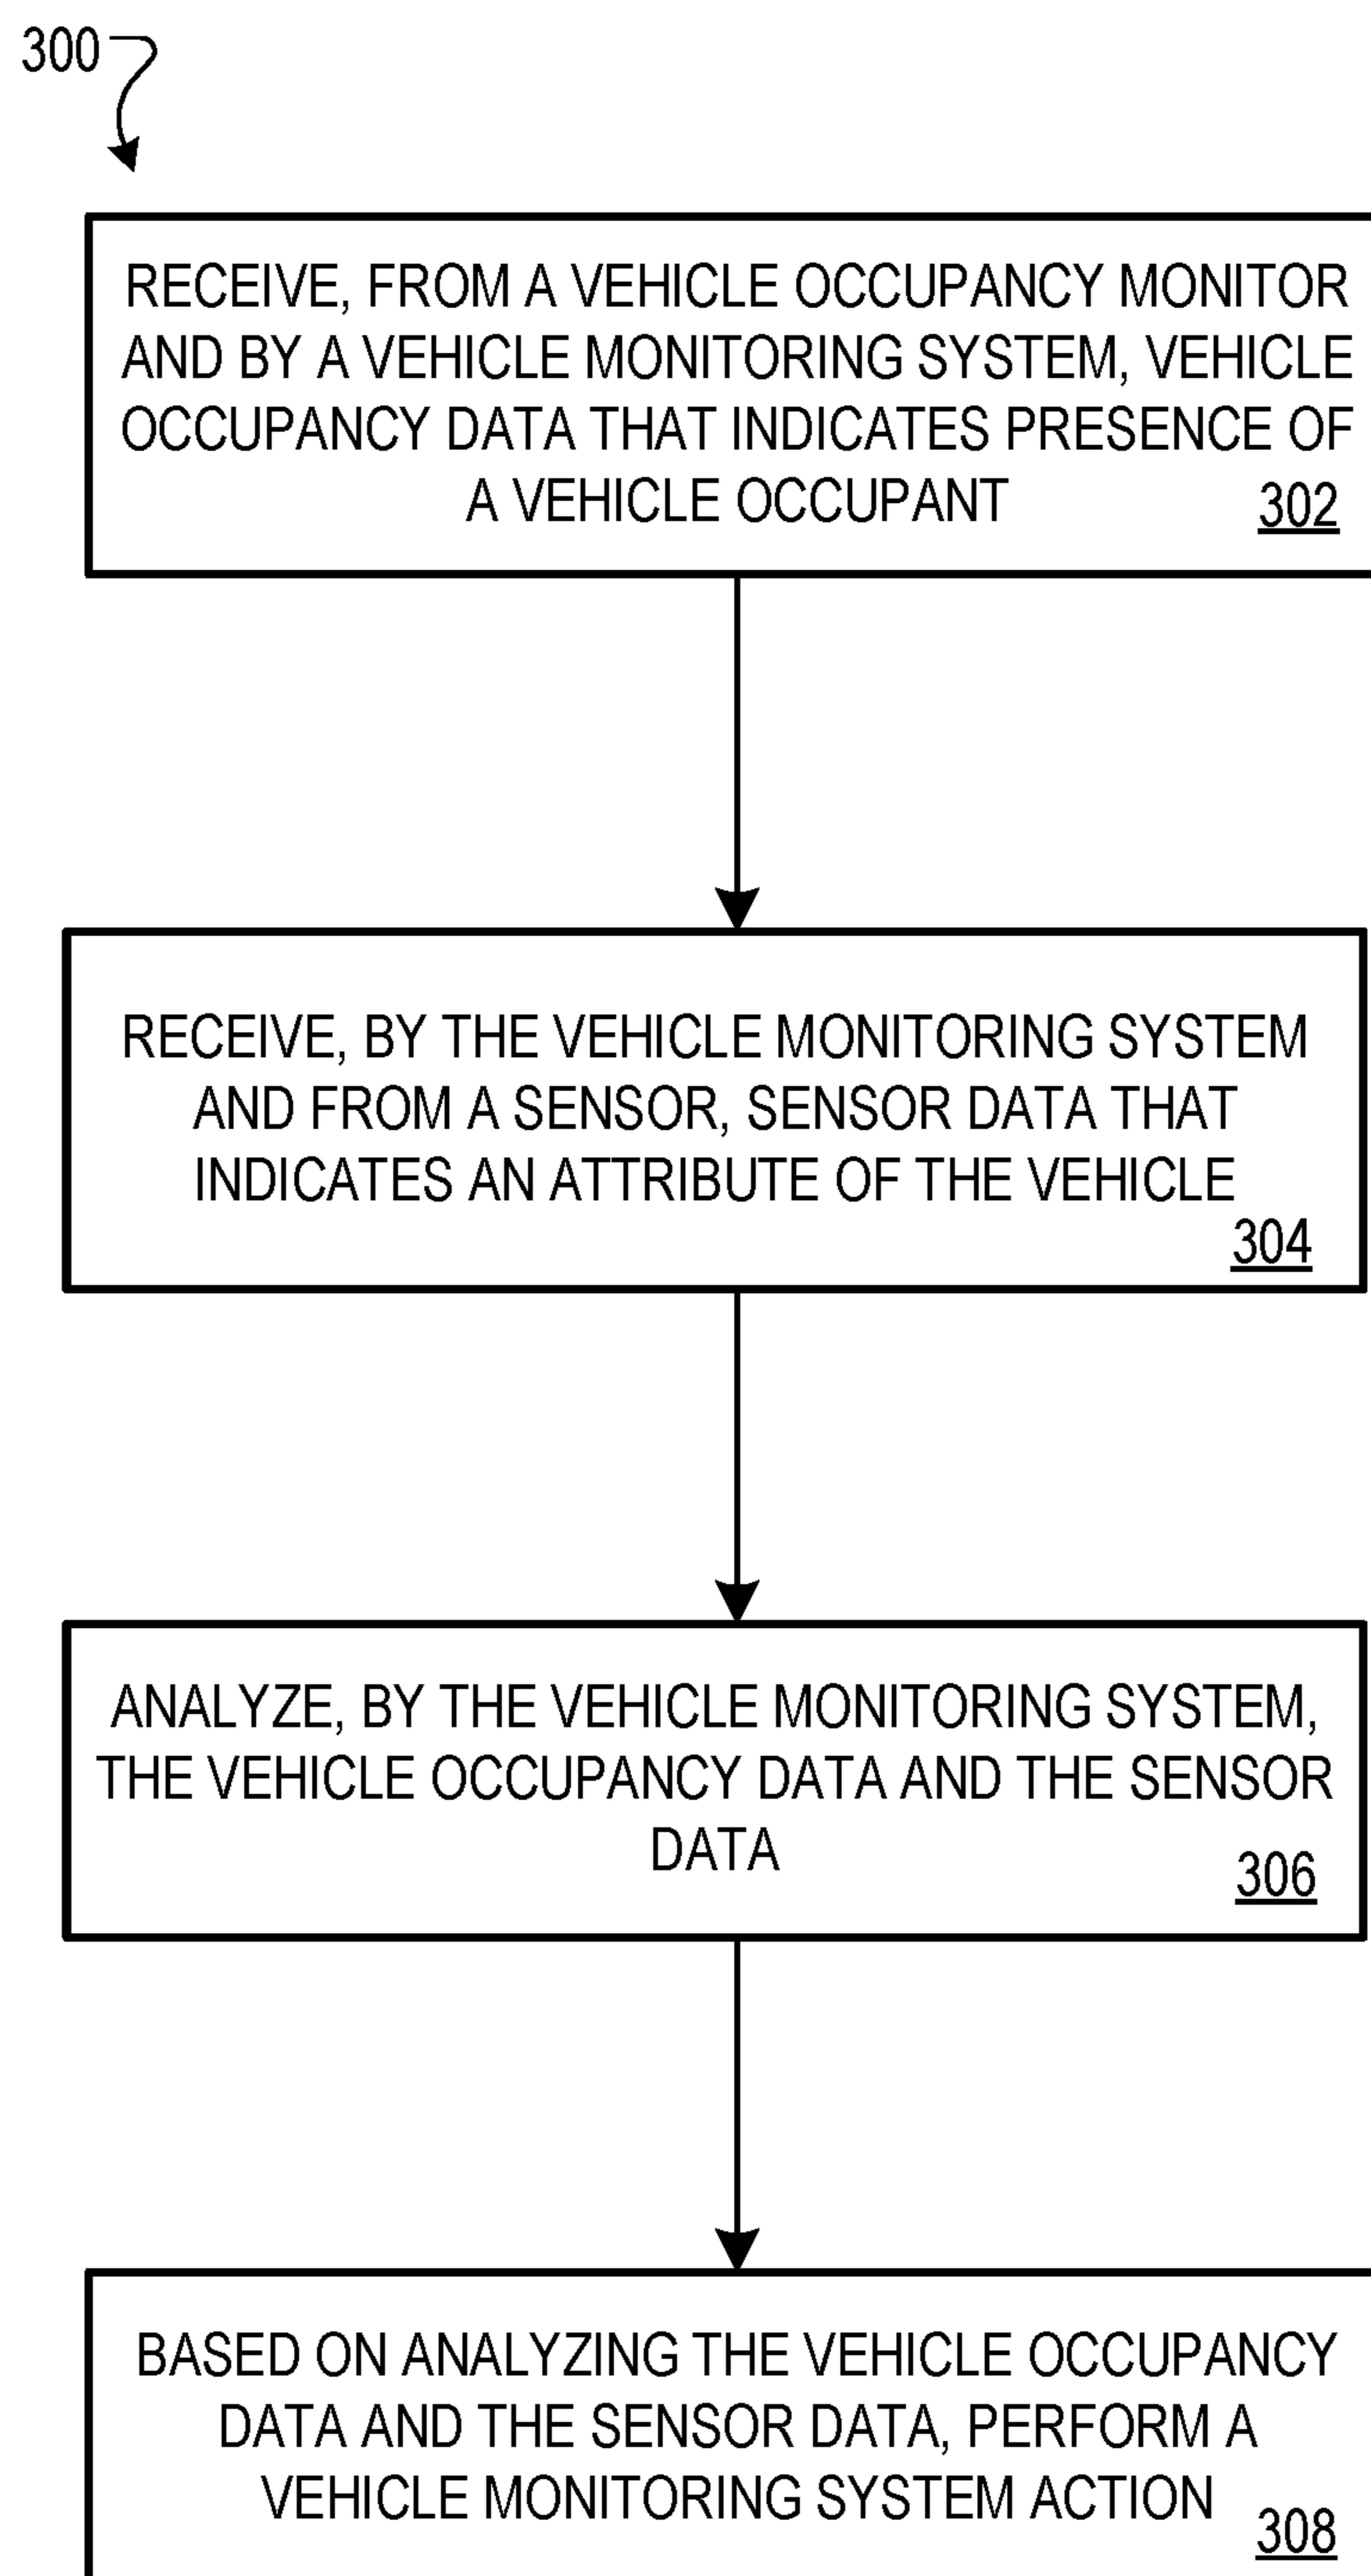 300
RECEIVE, FROM A VEHICLE OCCUPANCY MONITOR
AND BY A VEHICLE MONITORING SYSTEM, VEHICLE
OCCUPANCY DATA THAT INDICATES PRESENCE OF
A VEHICLE OCCUPANT
302
RECEIVE, BY THE VEHICLE MONITORING SYSTEM
AND FROM A SENSOR, SENSOR DATA THAT
INDICATES AN ATTRIBUTE OF THE VEHICLE
304
ANALYZE, BY THE VEHICLE MONITORING SYSTEM,
THE VEHICLE OCCUPANCY DATA AND THE SENSOR
DATA
306
BASED ON ANALYZING THE VEHICLE OCCUPANCY
DATA AND THE SENSOR DATA, PERFORM A
VEHICLE MONITORING SYSTEM ACTION
308